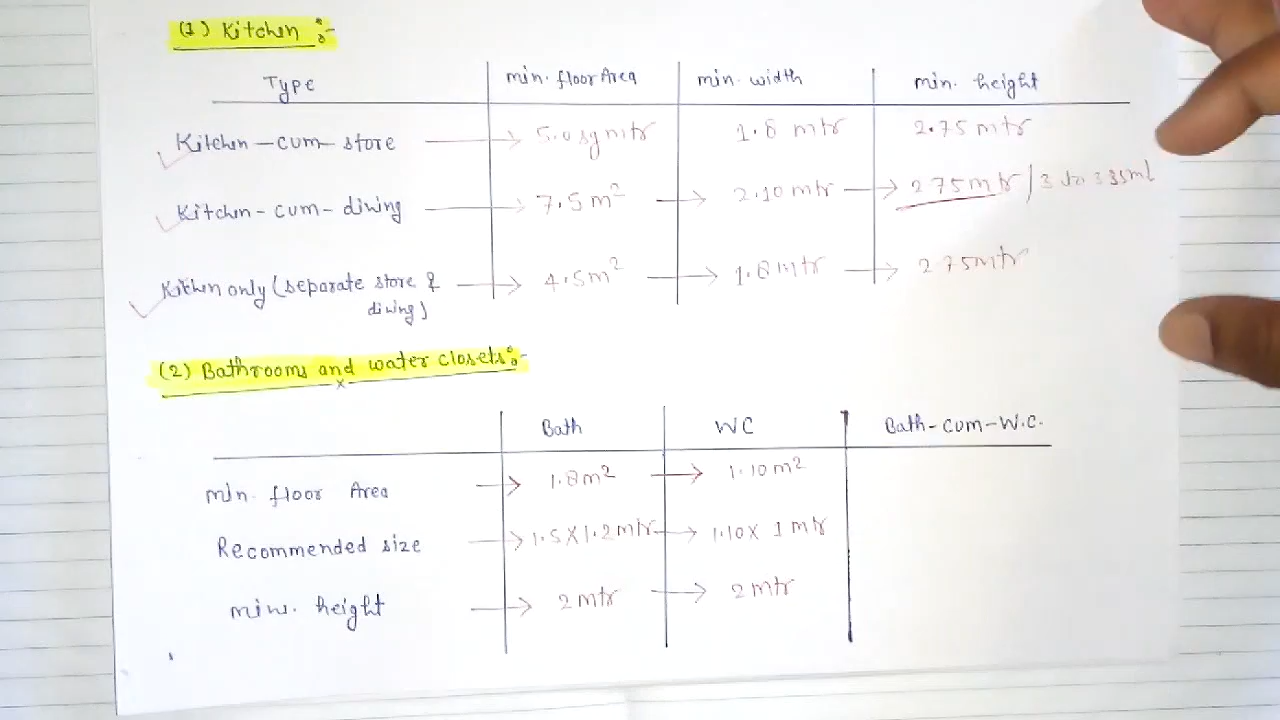 (1) Kitchen :-
Type min. floor Area min. width min. height
Kitchen-cum-store 5.0 sq mtr 1.8 mtr 2.75 mtr
Kitchen-cum-dining 7.5 m² 2.10 mtr 2.75 mtr / 3
Kitchen only (separate store & 4.5 m² 1.8 mtr 2.75 mtr
dining)
(2) Bathrooms and water closets :-
Bath WC Bath-cum-W.C.
min. floor Area 1.8 m² 1.10 m²
Recommended size 1.5 X 1.2 mtr 1.10 X 1 mtr
min. height 2 mtr 2 mtr